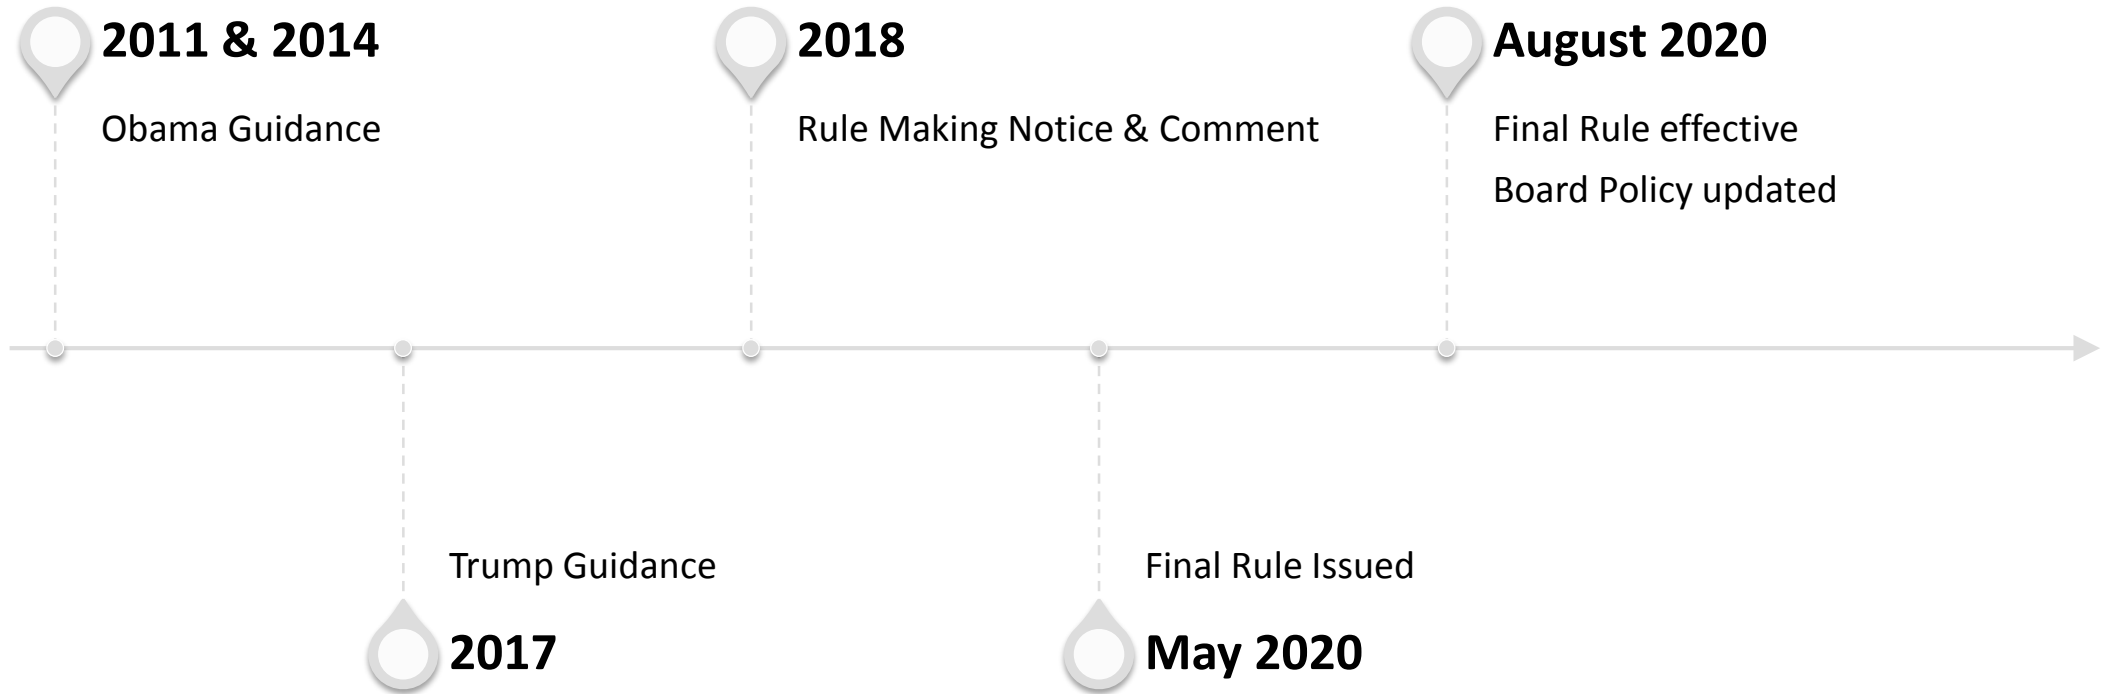 2011 & 2014
Obama Guidance
Trump Guidance
2017
2018
Rule Making Notice & Comment
Final Rule Issued
May 2020
August 2020
Final Rule effective
Board Policy updated